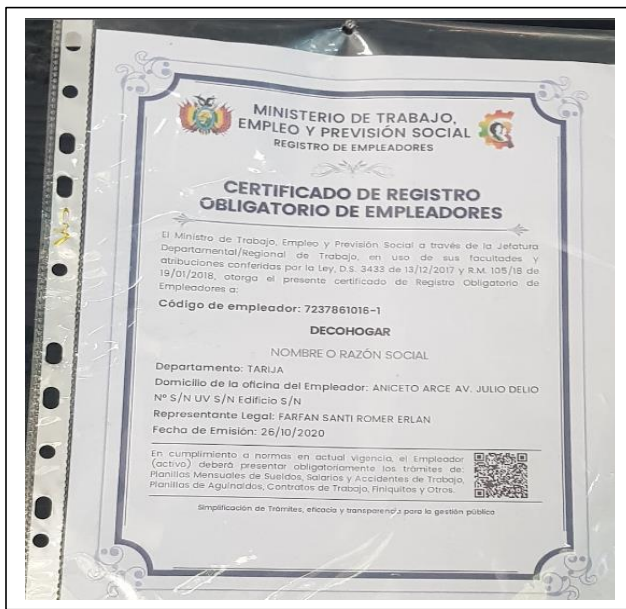 MINISTERIO DE TRABAJO,
EMPLEO Y PREVISIÓN SOCIAL
REGISTRO DE EMPLEADORES
CERTIFICADO DE REGISTRO
OBLIGATORIO DE EMPLEADORES
El Ministro de Trabajo, Empleo y Previsión Social a través de la Jefatura
Departamental/Regional de Trabajo, en uso de sus facultades y
atribuciones conferidas por la Ley, D.S. 3433 de 13/12/2017 y R.M. 105/18 de
19/01/2018, otorga el presente certificado de Registro Obligatorio de
Empleadores a:
Código de empleador: 7237861016-1
DECOHOGAR
NOMBRE O RAZÓN SOCIAL
Departamento: TARIJA
Domicilio de la oficina del Empleador: ANICETO ARCE AV. JULIO DELIO
Nº S/N UV S/N Edificio S/N
Representante Legal: FARFAN SANTI ROMER ERLAN
Fecha de Emisión: 26/10/2020
En cumplimiento a normas en actual vigencia, el Empleador
(activo) deberá presentar obligatoriamente los trámites de:
Planillas Mensuales de Sueldos, Salarios y Accidentes de Trabajo,
Planillas de Aguinaldos, Contratos de Trabajo, Finiquitos y Otros.
Simplificación de Trámites, eficacia y transparencia para la gestión pública